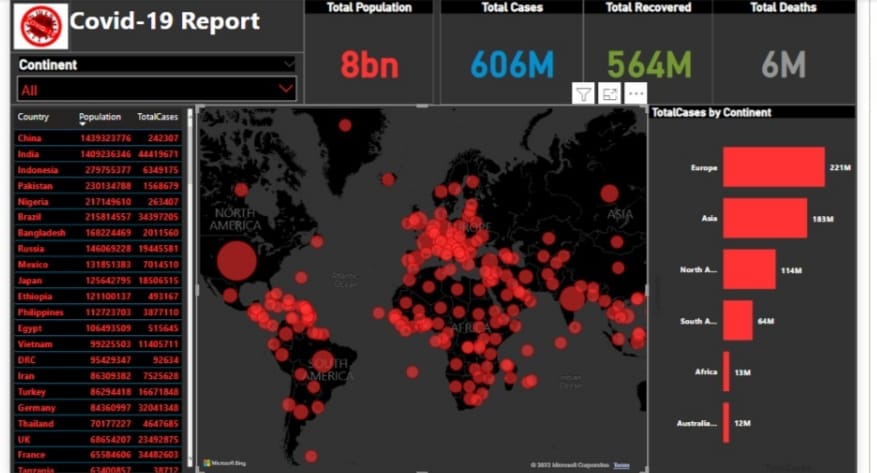 Covid-19 Report
Total Population
8bn
Total Cases
606M
Total Recovered
564M
Total Deaths
6M
Continent
All
Country Population TotalCases
China 1439323776 242307
India 1409236346 44419671
Indonesia 279755377 6349175
Pakistan 230134788 1568679
Nigeria 217149610 263407
Brazil 215814557 34397205
Bangladesh 168224469 2011560
Russia 146069228 19445581
Mexico 131851383 7014510
Japan 125642795 18506515
Ethiopia 121100137 493167
Philippines 112723703 3877110
Egypt 106493509 515645
Vietnam 99225503 11405711
DRC 95429347 92634
Iran 86309382 7525628
Turkey 86294418 16671848
Germany 84360997 32041348
Thailand 70177227 4647685
UK 68654207 23492875
France 65584606 34482603
Tanzania 63400857 38712
NORTH
AMERICA
Atlantic
Ocean
EUROPE
ASIA
AFRICA
SOUTH
AMERICA
Indian
Ocean
Microsoft Bing
© 2022 Microsoft Corporation Terms
TotalCases by Continent
Europe 221M
Asia 183M
North A... 114M
South A... 64M
Africa 13M
Australia... 12M